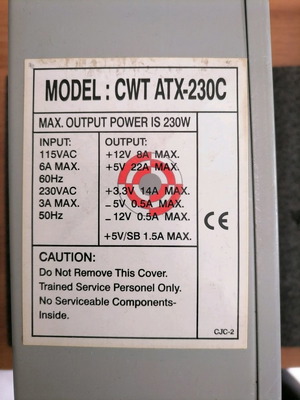 MODEL : CWT ATX-230C
MAX. OUTPUT POWER IS 230W
INPUT: OUTPUT:
115VAC +12V 8A MAX.
6A MAX. +5V 22A MAX.
60Hz
230VAC +3.3V 14A MAX.
3A MAX. -5V 0.5A MAX.
50Hz -12V 0.5A MAX.
+5V/SB 1.5A MAX.
CE
CAUTION:
Do Not Remove This Cover.
Trained Service Personel Only.
No Serviceable Components-
Inside.
CJC-2